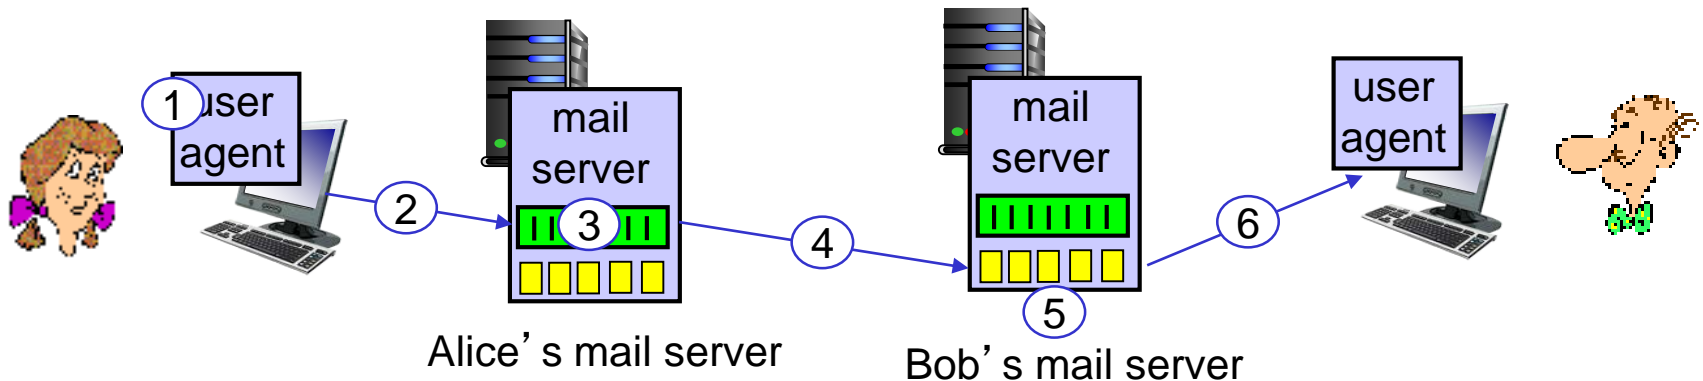 1
user
agent
2
mail
server
3
Alice’s mail server
4
mail
server
5
Bob’s mail server
6
user
agent